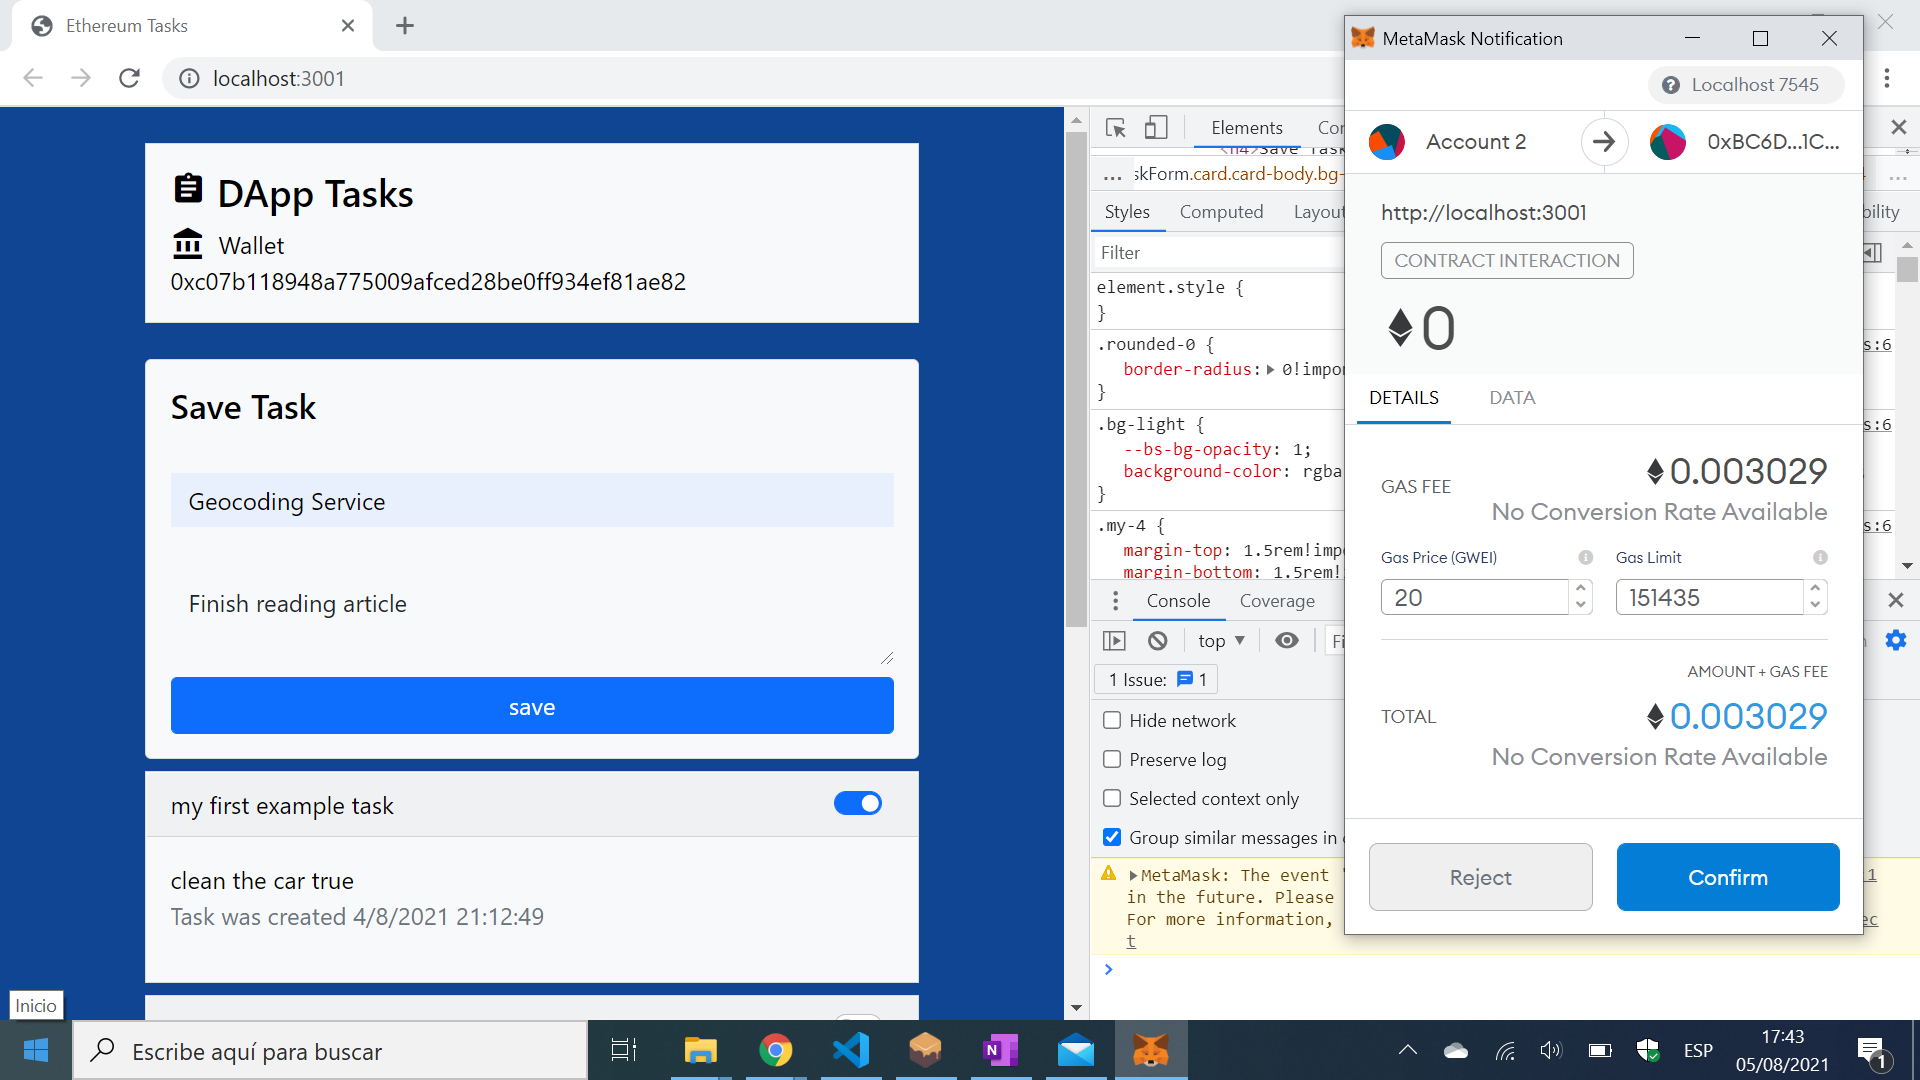 Ethereum Tasks
localhost:3001
DApp Tasks
Wallet
0xc07b118948a775009afced28be0ff934ef81ae82
Save Task
Geocoding Service
Finish reading article
save
my first example task
clean the car true
Task was created 4/8/2021 21:12:49
Inicio
Elements
... skForm.card.card-body.bg- ...
Styles Computed Layout bility
Filter
element.style {
}
.rounded-0 { s:6
border-radius: 0!impor
}
.bg-light { s:6
--bs-bg-opacity: 1;
background-color: rgba
}
.my-4 { s:6
margin-top: 1.5rem!impo
margin-bottom: 1.5rem!
Console Coverage
top Fi
1 Issue: 1
Hide network
Preserve log
Selected context only
Group similar messages in
MetaMask: The event 1
in the future. Please
For more information, ec
t
MetaMask Notification
Localhost 7545
Account 2 0xBC6D...1C...
http://localhost:3001
CONTRACT INTERACTION
0
DETAILS DATA
GAS FEE 0.003029
No Conversion Rate Available
Gas Price (GWEI) Gas Limit
20 151435
AMOUNT + GAS FEE
TOTAL 0.003029
No Conversion Rate Available
Reject Confirm
Escribe aquí para buscar
N
ESP
17:43
05/08/2021
1